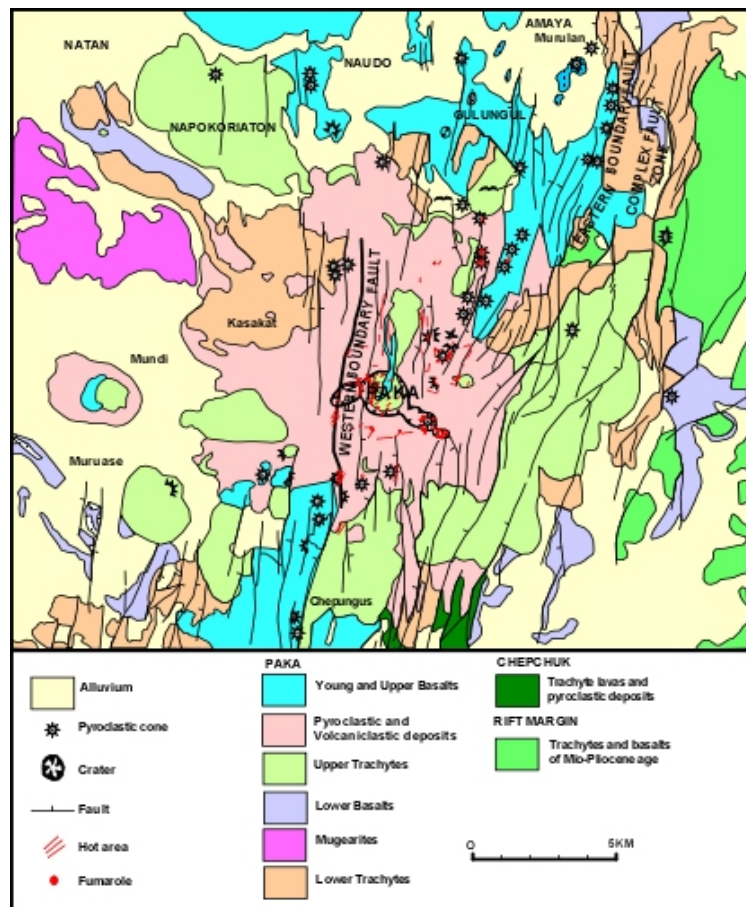 AMAYA
Murulan
NATAN
NAUDO
GULUNGUL
NAPOKORIATON
EASTERN BOUNDARY FAULT
COMPLEX FAULT
ZONE
WESTERN BOUNDARY FAULT
Kasakat
Mundi
PAKA
Muruase
Chepungus
PAKA
CHEPCHUK
Alluvium
Young and Upper Basalts
Trachyte lavas and
pyroclastic deposits
Pyroclastic cone
Pyroclastic and
Volcaniclastic deposits
RIFT MARGIN
Trachytes and basalts
of Mio-Pliocene age
Crater
Upper Trachytes
Fault
Lower Basalts
Hot area
Mugearites
O
5KM
Fumarole
Lower Trachytes